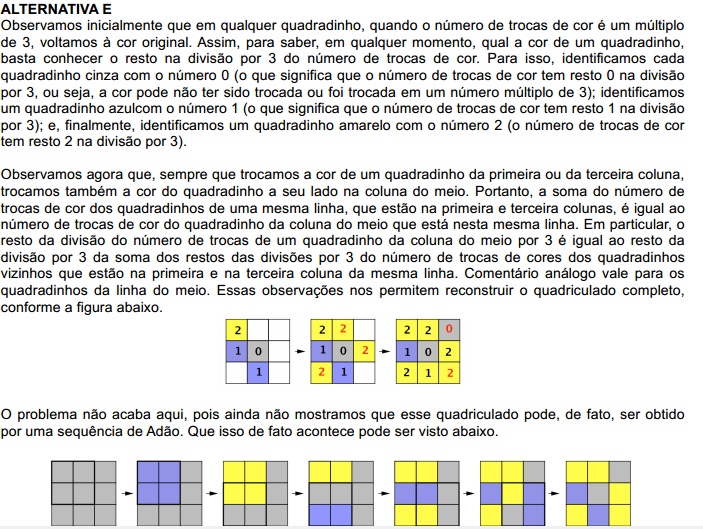 ALTERNATIVA E
Observamos inicialmente que em qualquer quadradinho, quando o número de trocas de cor é um múltiplo
de 3, voltamos à cor original. Assim, para saber, em qualquer momento, qual a cor de um quadradinho,
basta conhecer o resto na divisão por 3 do número de trocas de cor. Para isso, identificamos cada
quadradinho cinza com o número 0 (o que significa que o número de trocas de cor tem resto 0 na divisão
por 3, ou seja, a cor pode não ter sido trocada ou foi trocada em um número múltiplo de 3); identificamos
um quadradinho azulcom o número 1 (o que significa que o número de trocas de cor tem resto 1 na divisão
por 3); e, finalmente, identificamos um quadradinho amarelo com o número 2 (o número de trocas de cor
tem resto 2 na divisão por 3).
Observamos agora que, sempre que trocamos a cor de um quadradinho da primeira ou da terceira coluna,
trocamos também a cor do quadradinho a seu lado na coluna do meio. Portanto, a soma do número de
trocas de cor dos quadradinhos de uma mesma linha, que estão na primeira e terceira colunas, é igual ao
número de trocas de cor do quadradinho da coluna do meio que está nesta mesma linha. Em particular, o
resto da divisão do número de trocas de um quadradinho da coluna do meio por 3 é igual ao resto da
divisão por 3 da soma dos restos das divisões por 3 do número de trocas de cores dos quadradinhos
vizinhos que estão na primeira e na terceira coluna da mesma linha. Comentário análogo vale para os
quadradinhos da linha do meio. Essas observações nos permitem reconstruir o quadriculado completo,
conforme a figura abaixo.
2 2 2 2 2 0
1 0 1 0 2 1 0 2
1 2 1 2 1 2
O problema não acaba aqui, pois ainda não mostramos que esse quadriculado pode, de fato, ser obtido
por uma sequência de Adão. Que isso de fato acontece pode ser visto abaixo.